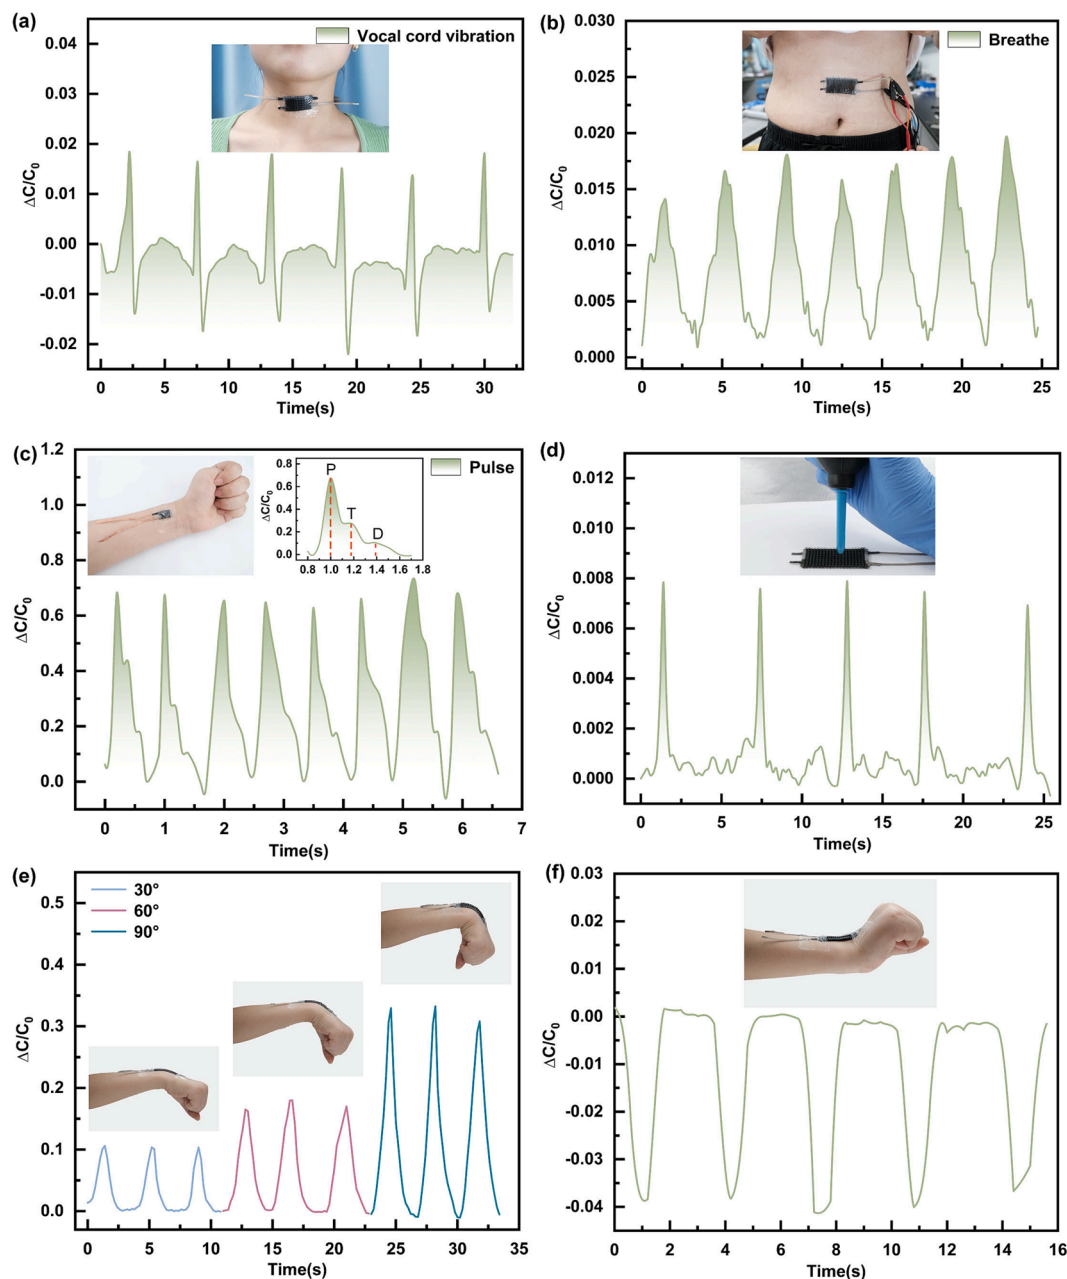 (a)
Vocal cord vibration
0.04
0.03
0.02
0.01
0.00
-0.01
-0.02
ΔC/C0
0 5 10 15 20 25 30
Time(s)
(b)
Breathe
0.030
0.025
0.020
0.015
0.010
0.005
0.000
ΔC/C0
0 5 10 15 20 25
Time(s)
(c)
Pulse
1.2
1.0
0.8
0.6
0.4
0.2
0.0
ΔC/C0
0 1 2 3 4 5 6 7
Time(s)
0.8
0.6
0.4
0.2
0.0
ΔC/C0
P
T
D
0.8 1.0 1.2 1.4 1.7 1.8
(d)
0.012
0.010
0.008
0.006
0.004
0.002
0.000
ΔC/C0
0 5 10 15 20 25
Time(s)
(e)
30°
60°
90°
0.5
0.4
0.3
0.2
0.1
0.0
ΔC/C0
0 5 10 15 20 25 30 35
Time(s)
(f)
0.03
0.02
0.01
0.00
-0.01
-0.02
-0.03
-0.04
ΔC/C0
0 2 4 6 8 10 12 14 16
Time(s)